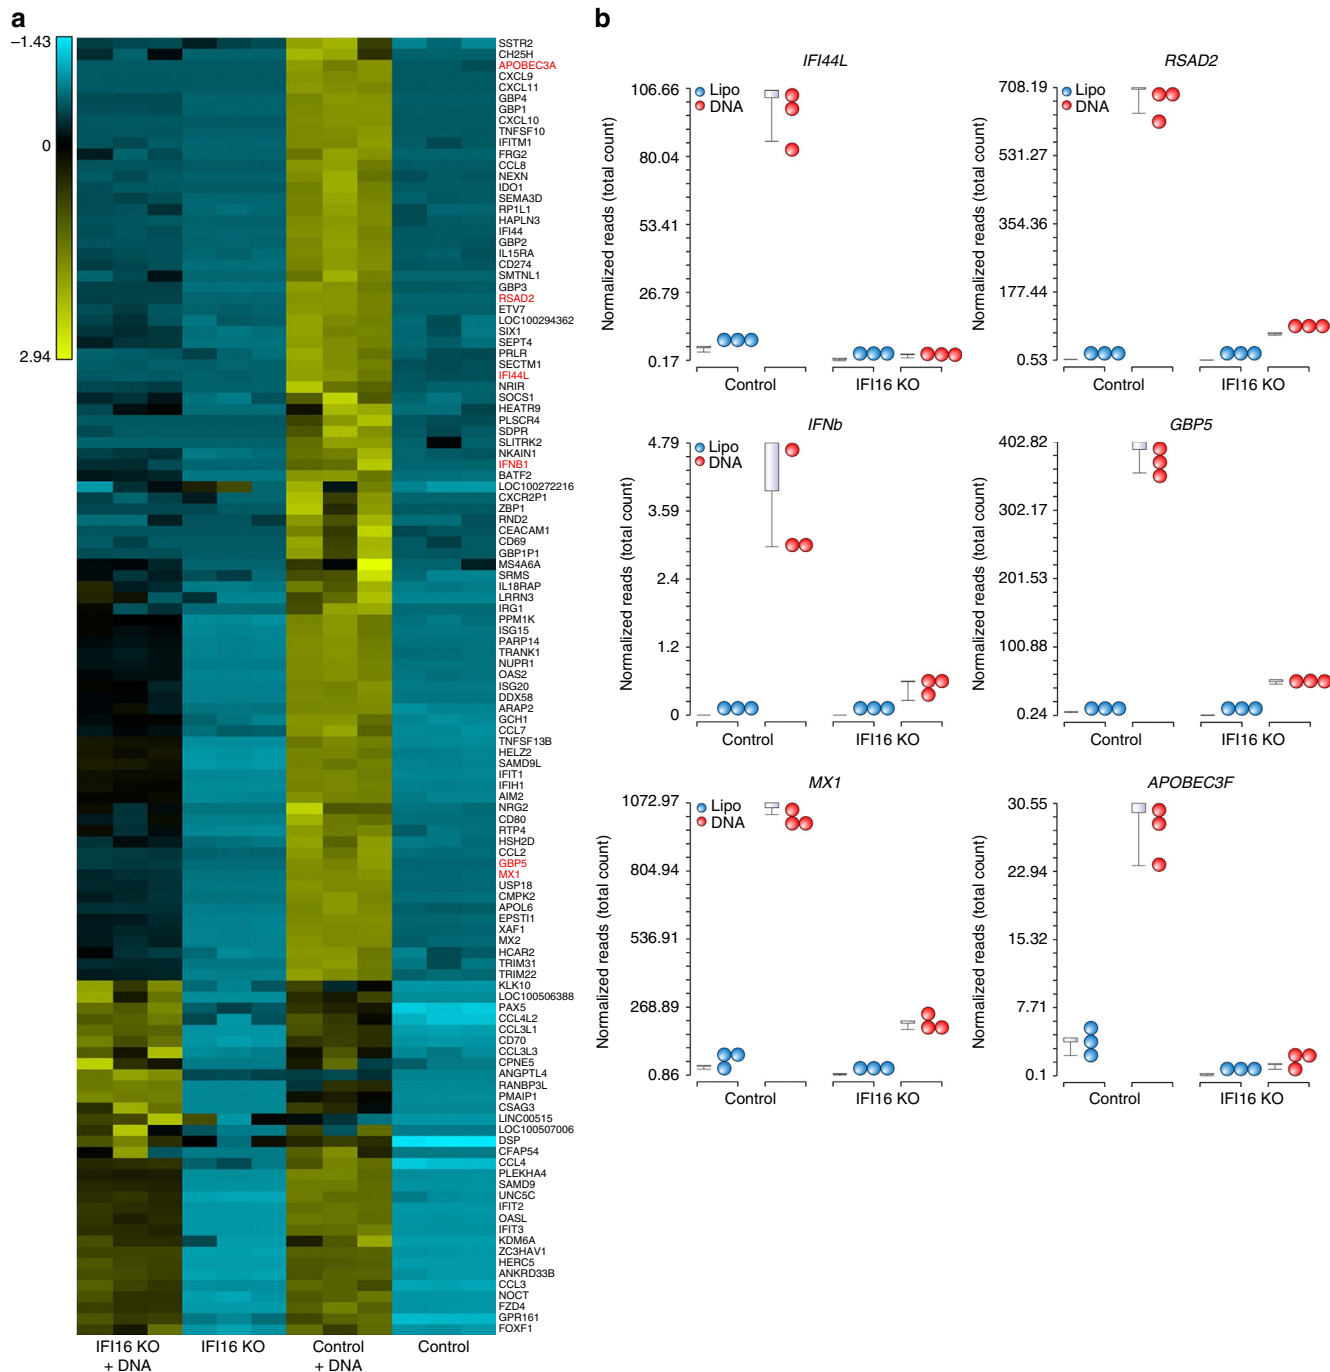 a
−1.43
0
2.94
SSTR2
CH25H
APOBEC3A
CXCL9
CXCL11
GBP4
GBP1
CXCL10
TNFSF10
IFITM1
FRG2
CCL8
NEXN
IDO1
SEMA3D
RP1L1
HAPLN3
IFI44
GBP2
IL15RA
CD274
SMTNL1
GBP3
RSAD2
ETV7
LOC100294362
SIX1
SEPT4
PRLR
SECTM1
IFI44L
NRIR
SOCS1
HEATR9
PLSCR4
SDPR
SLITRK2
NKAIN1
IFNB1
BATF2
LOC100272216
CXCR2P1
ZBP1
RND2
CEACAM1
CD69
GBP1P1
MS4A6A
SRMS
IL18RAP
LRRN3
IRG1
PPM1K
ISG15
PARP14
TRANK1
NUPR1
OAS2
ISG20
DDX58
ARAP2
GCH1
CCL7
TNFSF13B
HELZ2
SAMD9L
IFIT1
IFIH1
AIM2
NRG2
CD80
RTP4
HSH2D
CCL2
GBP5
MX1
USP18
CMPK2
APOL6
EPSTI1
XAF1
MX2
HCAR2
TRIM31
TRIM22
KLK10
LOC100506388
PAX5
CCL4L2
CCL3L1
CD70
CCL3L3
CPNE5
ANGPTL4
RANBP3L
PMAIP1
CSAG3
LINC00515
LOC100507006
DSP
CFAP54
CCL4
PLEKHA4
SAMD9
UNC5C
IFIT2
OASL
IFIT3
KDM6A
ZC3HAV1
HERC5
ANKRD33B
CCL3
NOCT
FZD4
GPR161
FOXF1
IFI16 KO
+ DNA
IFI16 KO
Control
+ DNA
Control
b
IFI44L
Normalized reads (total count)
106.66
80.04
53.41
26.79
0.17
Lipo
DNA
Control
IFI16 KO
RSAD2
Normalized reads (total count)
708.19
531.27
354.36
177.44
0.53
Lipo
DNA
Control
IFI16 KO
IFNb
Normalized reads (total count)
4.79
3.59
2.4
1.2
0
Lipo
DNA
Control
IFI16 KO
GBP5
Normalized reads (total count)
402.82
302.17
201.53
100.88
0.24
Control
IFI16 KO
MX1
Normalized reads (total count)
1072.97
804.94
536.91
268.89
0.86
Lipo
DNA
Control
IFI16 KO
APOBEC3F
Normalized reads (total count)
30.55
22.94
15.32
7.71
0.1
Control
IFI16 KO